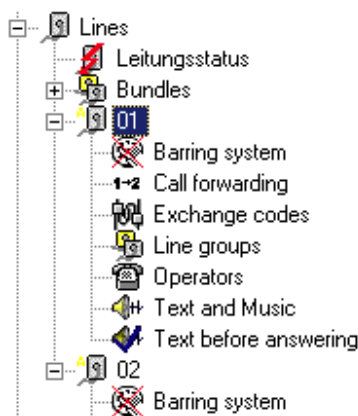 Lines
Leitungsstatus
Bundles
01
Barring system
1→2 Call forwarding
Exchange codes
Line groups
Operators
Text and Music
Text before answering
02
Barring system